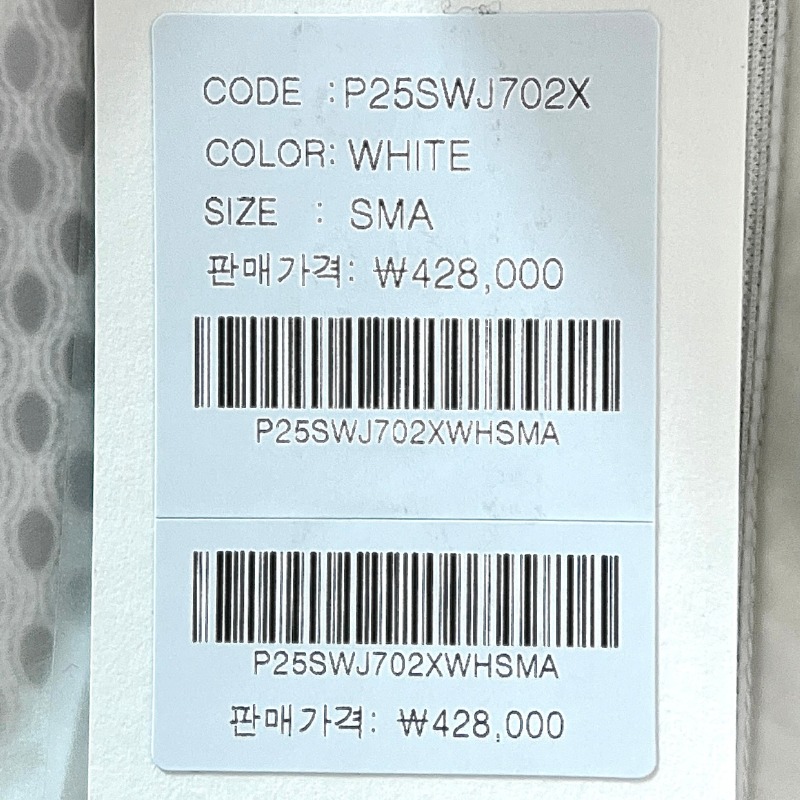 CODE : P25SWJ702X
COLOR: WHITE
SIZE : SMA
판매가격: ₩428,000
P25SWJ702XWHSMA
P25SWJ702XWHSMA
판매가격: ₩428,000